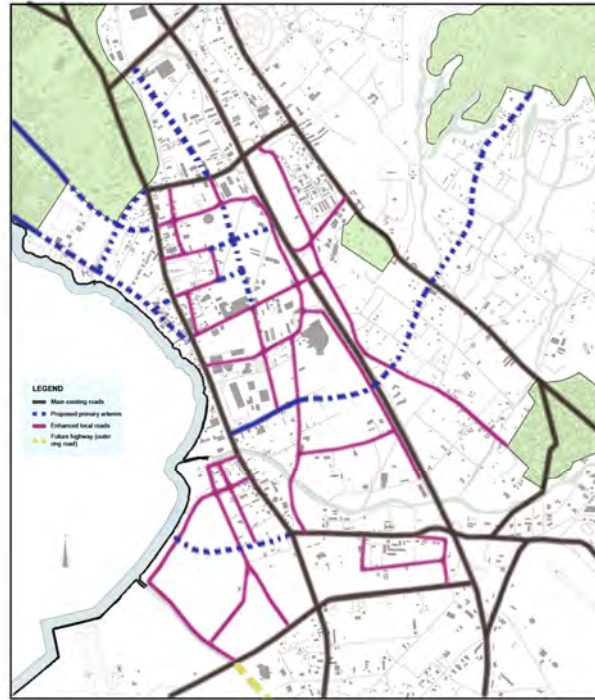 LEGEND
Main existing roads
Proposed primary arteries
Enhanced local roads
Future highway (outer
ring road)